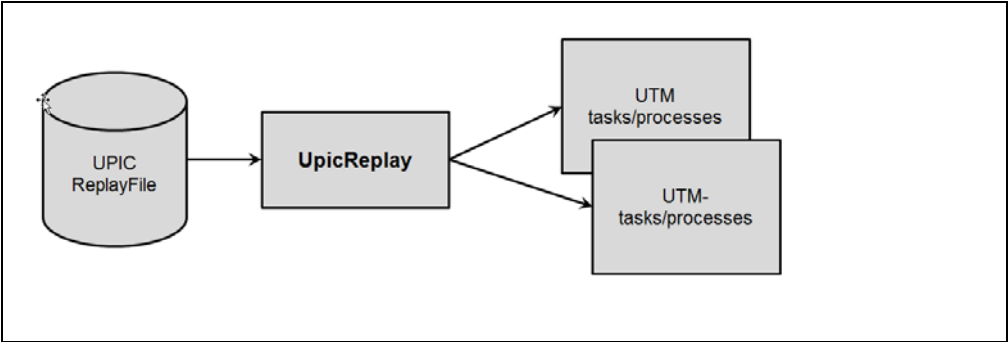 UPIC
ReplayFile
UpicReplay
UTM
tasks/processes
UTM-
tasks/processes